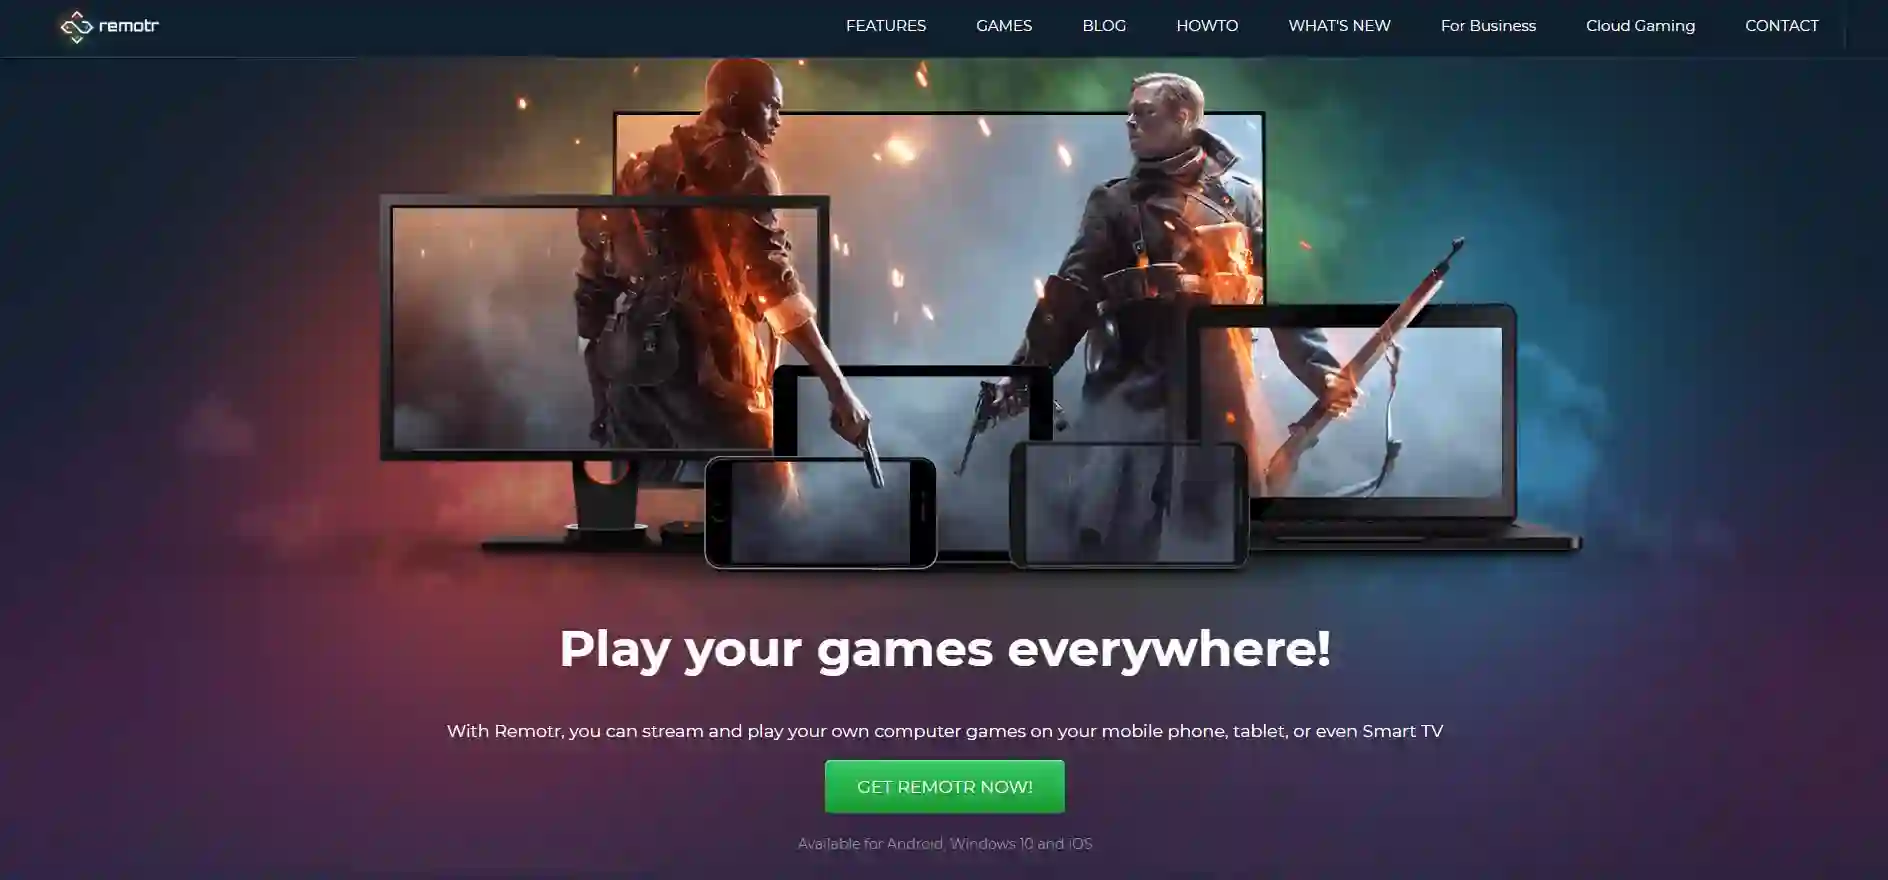 remotr
FEATURES GAMES BLOG HOWTO WHAT'S NEW For Business Cloud Gaming CONTACT
Play your games everywhere!
With Remotr, you can stream and play your own computer games on your mobile phone, tablet, or even Smart TV
GET REMOTR NOW!
Available for Android, Windows 10 and iOS